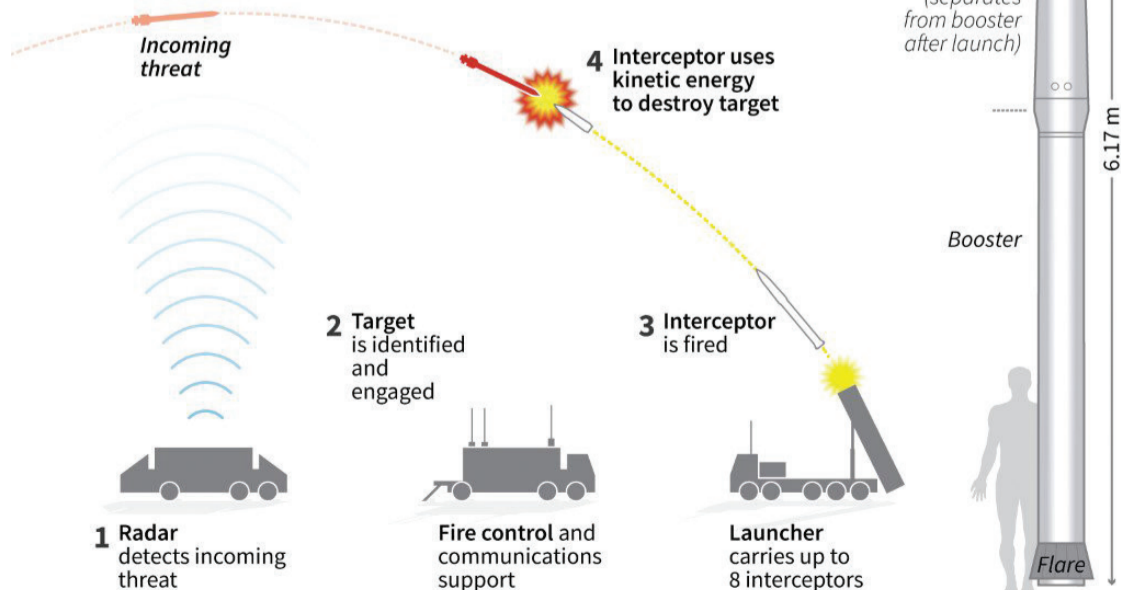 Incoming
threat
4 Interceptor uses
kinetic energy
to destroy target
(separates
from booster
after launch)
6.17 m
Booster
2 Target
is identified
and
engaged
3 Interceptor
is fired
1 Radar
detects incoming
threat
Fire control and
communications
support
Launcher
carries up to
8 interceptors
Flare